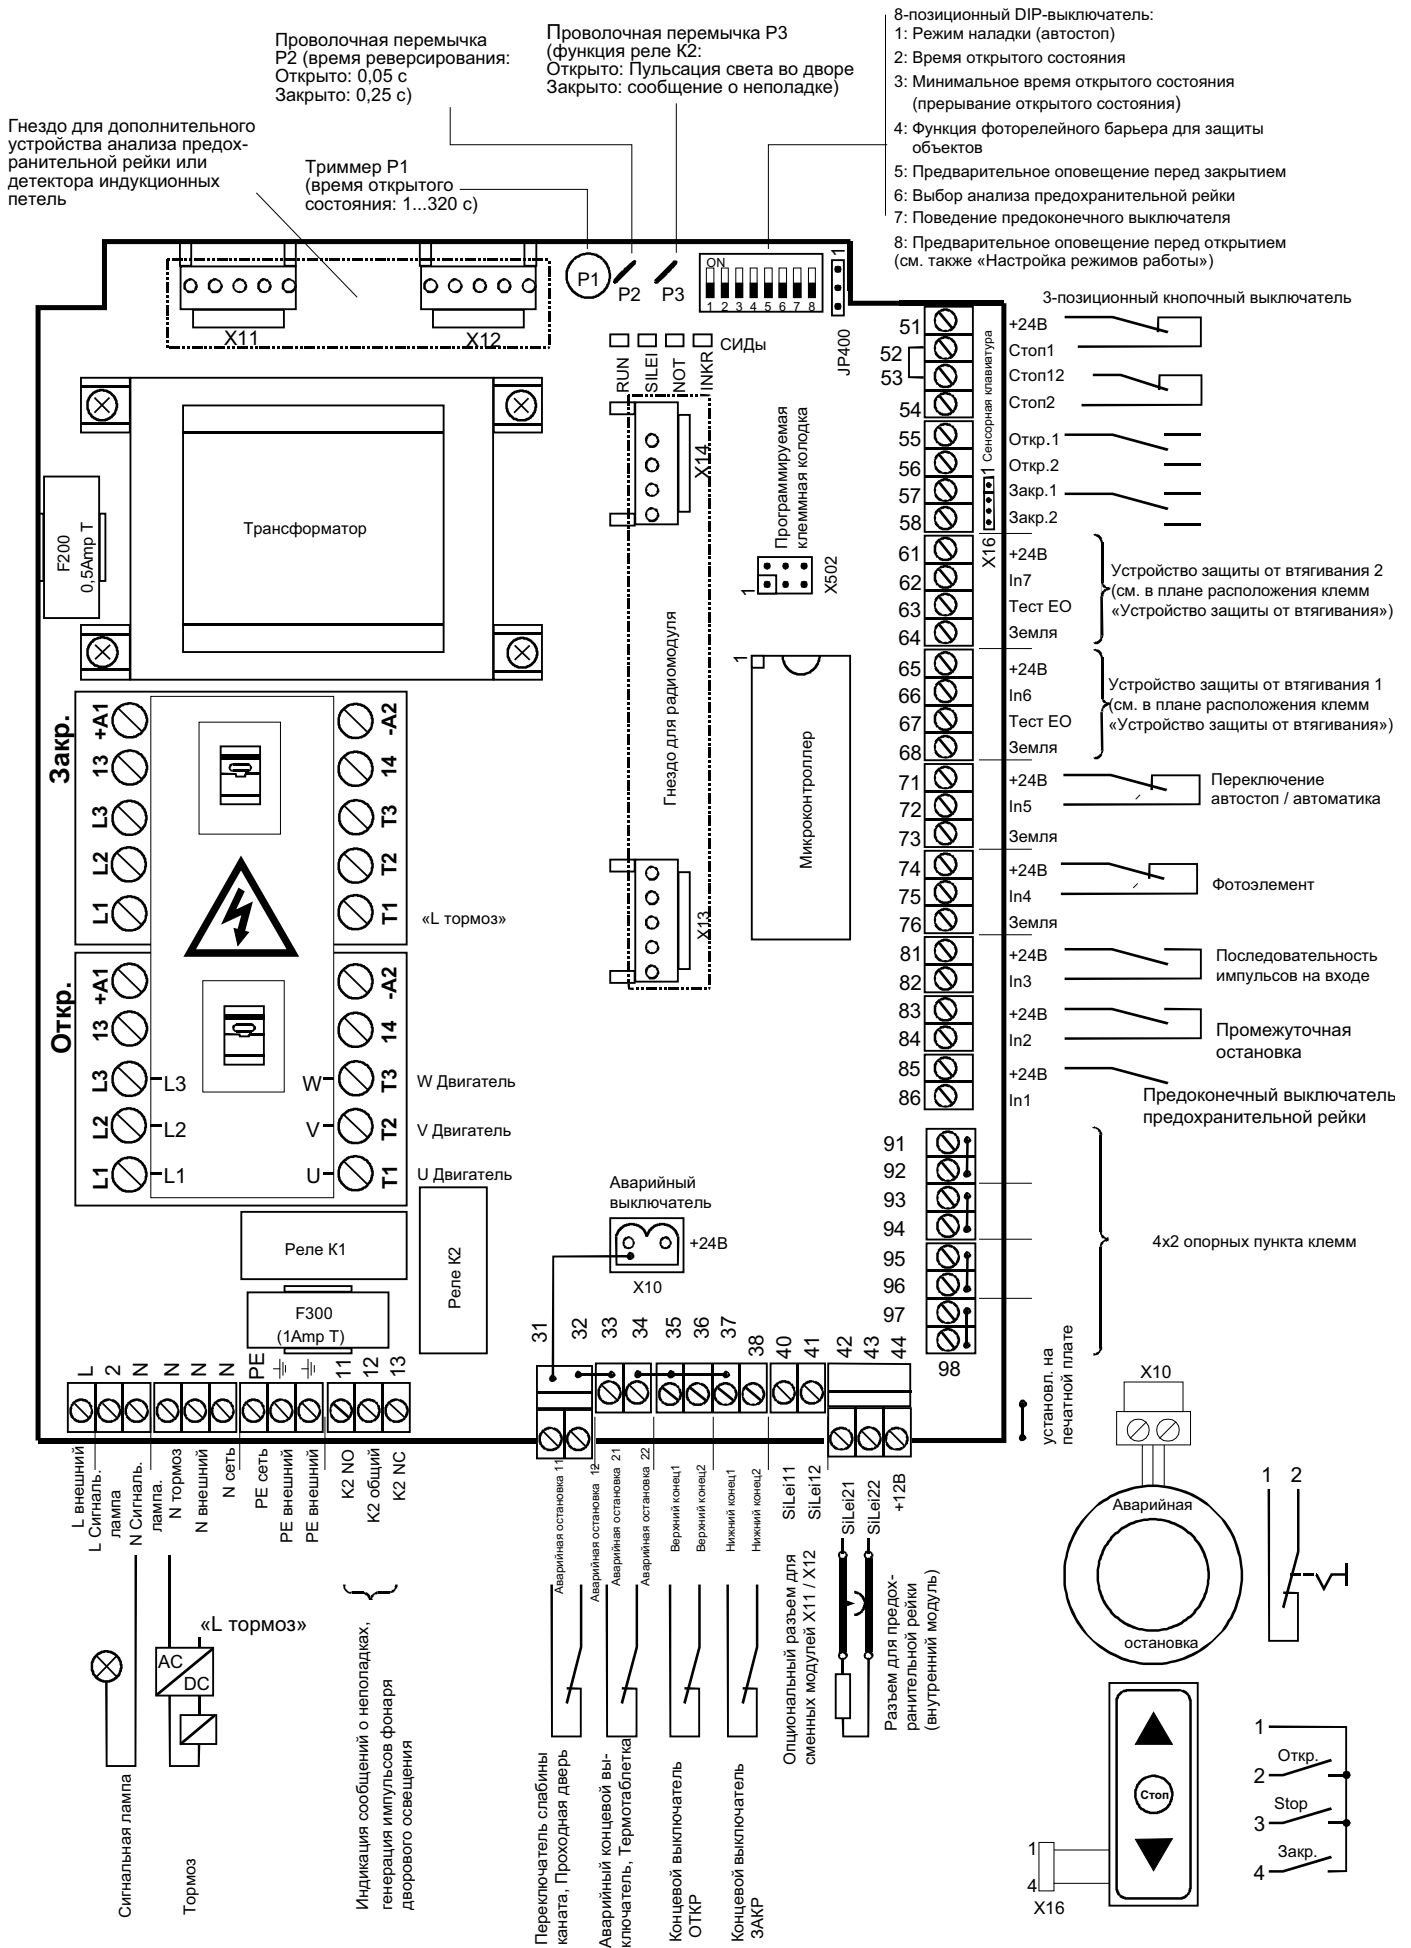 8-позиционный DIP-выключатель:
1: Режим наладки (автостоп)
2: Время открытого состояния
3: Минимальное время открытого состояния
(прерывание открытого состояния)
4: Функция фоторелейного барьера для защиты
объектов
5: Предварительное оповещение перед закрытием
6: Выбор анализа предохранительной рейки
7: Поведение предоконечного выключателя
8: Предварительное оповещение перед открытием
(см. также «Настройка режимов работы»)
Проволочная перемычка
P2 (время реверсирования:
Открыто: 0,05 с
Закрыто: 0,25 с)
Проволочная перемычка P3
(функция реле К2:
Открыто: Пульсация света во дворе
Закрыто: сообщение о неполадке)
Гнездо для дополнительного
устройства анализа предох-
ранительной рейки или
детектора индукционных
петель
Триммер P1
(время открытого
состояния: 1...320 с)
X11
X12
P1
P2
P3
ON
1 2 3 4 5 6 7 8
1
JP400
RUN
SILEI
NOT
INKR
СИДы
3-позиционный кнопочный выключатель
51 +24В
52 Стоп1
53 Стоп12
54 Стоп2
55 Откр.1
56 Откр.2
57 Закр.1
58 Закр.2
1 Сенсорная клавиатура
X16
61 +24В
62 In7
63 Тест ЕО
64 Земля
Устройство защиты от втягивания 2
(см. в плане расположения клемм
«Устройство защиты от втягивания»)
65 +24В
66 In6
67 Тест ЕО
68 Земля
Устройство защиты от втягивания 1
(см. в плане расположения клемм
«Устройство защиты от втягивания»)
71 +24В
72 In5
73 Земля
Переключение
автостоп / автоматика
74 +24В
75 In4
76 Земля
Фотоэлемент
81 +24В
82 In3
Последовательность
импульсов на входе
83 +24В
84 In2
Промежуточная
остановка
85 +24В
86 In1
Предоконечный выключатель
предохранительной рейки
91
92
93
94
95
96
97
98
4x2 опорных пункта клемм
установл. на
печатной плате
Трансформатор
F200
0,5Amp T
X14
Гнездо для радиомодуля
X13
Программируемая
клеммная колодка
1
X502
1
Микроконтроллер
Закр.
+A1
13
L3
L2
L1
-A2
14
T3
T2
T1
«L тормоз»
Откр.
+A1
13
L3
L2
L1
L3
L2
L1
W
V
U
-A2
14
T3
T2
T1
W Двигатель
V Двигатель
U Двигатель
Реле К1
Реле К2
F300
(1Amp T)
Аварийный
выключатель
+24В
X10
L
2
N
N
N
N
PE
11
12
13
31
32
33
34
35
36
37
38
40
41
42
43
44
L внешний
L Сигналь.
лампа
N Сигналь.
лампа.
N тормоз
N внешний
N сеть
PE сеть
PE внешний
PE внешний
K2 NO
K2 общий
K2 NC
Аварийная остановка 11
Аварийная остановка 12
Аварийная остановка 21
Аварийная остановка 22
Верхний конец1
Верхний конец2
Нижний конец1
Нижний конец2
SiLei11
SiLei12
SiLei21
SiLei22
+12В
«L тормоз»
AC
DC
Сигнальная лампа
Тормоз
Индикация сообщений о неполадках,
генерация импульсов фонаря
дворового освещения
Переключатель слабины
каната, Проходная дверь
Аварийный концевой вы-
ключатель, Термотаблетка
Концевой выключатель
ОТКР
Концевой выключатель
ЗАКР
Опциональный разъем для
сменных модулей X11 / X12
Разъем для предох-
ранительной рейки
(внутренний модуль)
X10
Аварийная
остановка
1 2
Стоп
1
4
X16
1
Откр.
2
Stop
3
Закр.
4